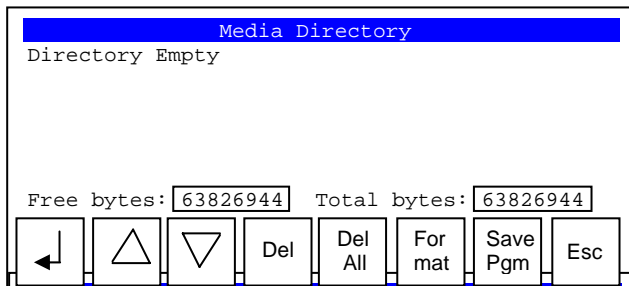 Media Directory
Directory Empty
Free bytes: 63826944 Total bytes: 63826944
Del
Del
All
For
mat
Save
Pgm
Esc